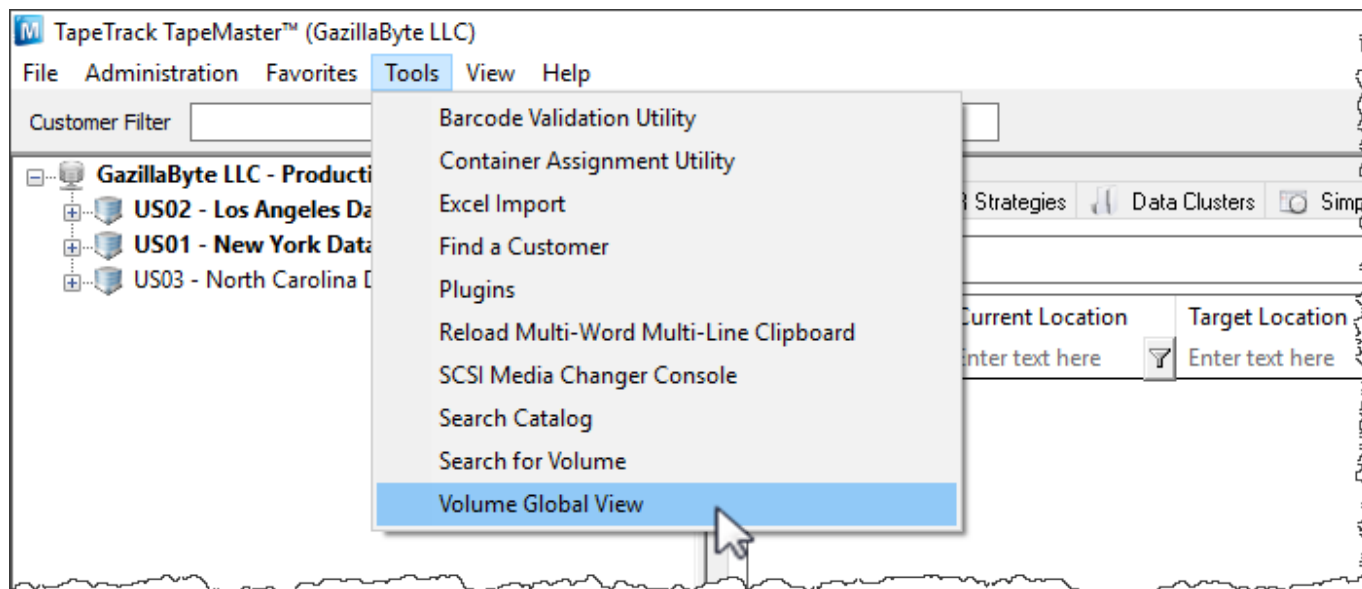 TapeTrack TapeMaster™ (GazillaByte LLC)
File Administration Favorites Tools View Help
Customer Filter
Barcode Validation Utility
Container Assignment Utility
Excel Import
Find a Customer
Plugins
Reload Multi-Word Multi-Line Clipboard
SCSI Media Changer Console
Search Catalog
Search for Volume
Volume Global View
GazillaByte LLC - Producti
US02 - Los Angeles Da
US01 - New York Data
US03 - North Carolina
Strategies Data Clusters Simp
Current Location Target Location
Enter text here Enter text here